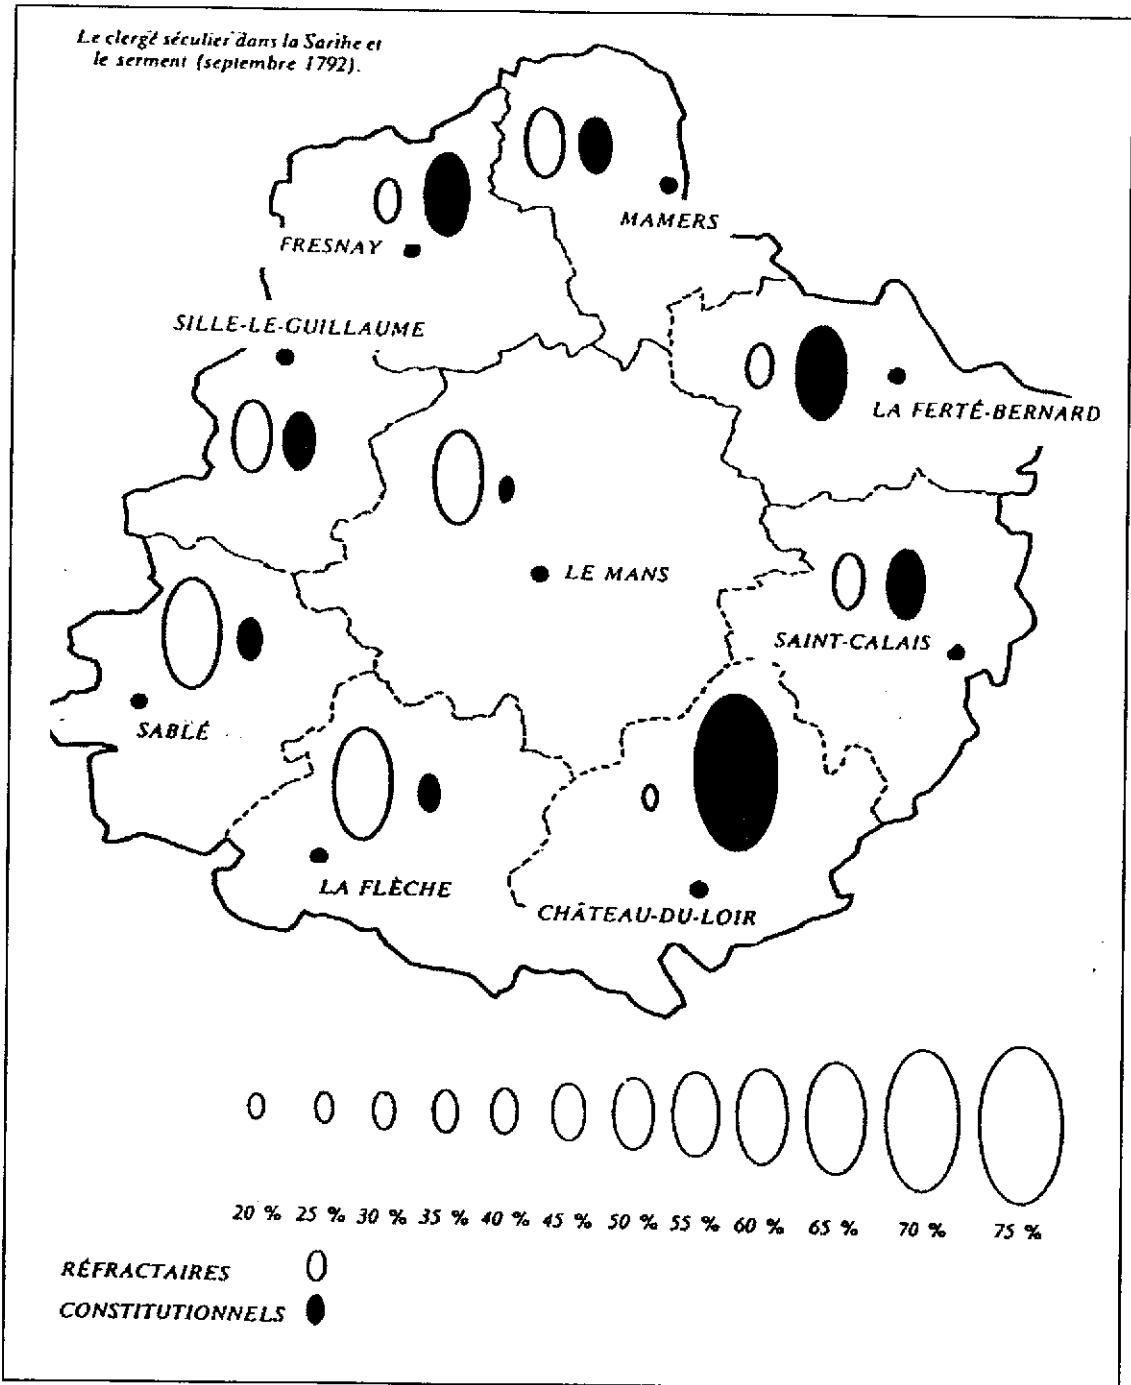 Le clergé séculier dans la Sarthe et
le serment (septembre 1792).
MAMERS
FRESNAY
SILLE-LE-GUILLAUME
LA FERTÉ-BERNARD
LE MANS
SAINT-CALAIS
SABLÉ
LA FLÈCHE
CHÂTEAU-DU-LOIR
20 % 25 % 30 % 35 % 40 % 45 % 50 % 55 % 60 % 65 % 70 % 75 %
RÉFRACTAIRES
CONSTITUTIONNELS